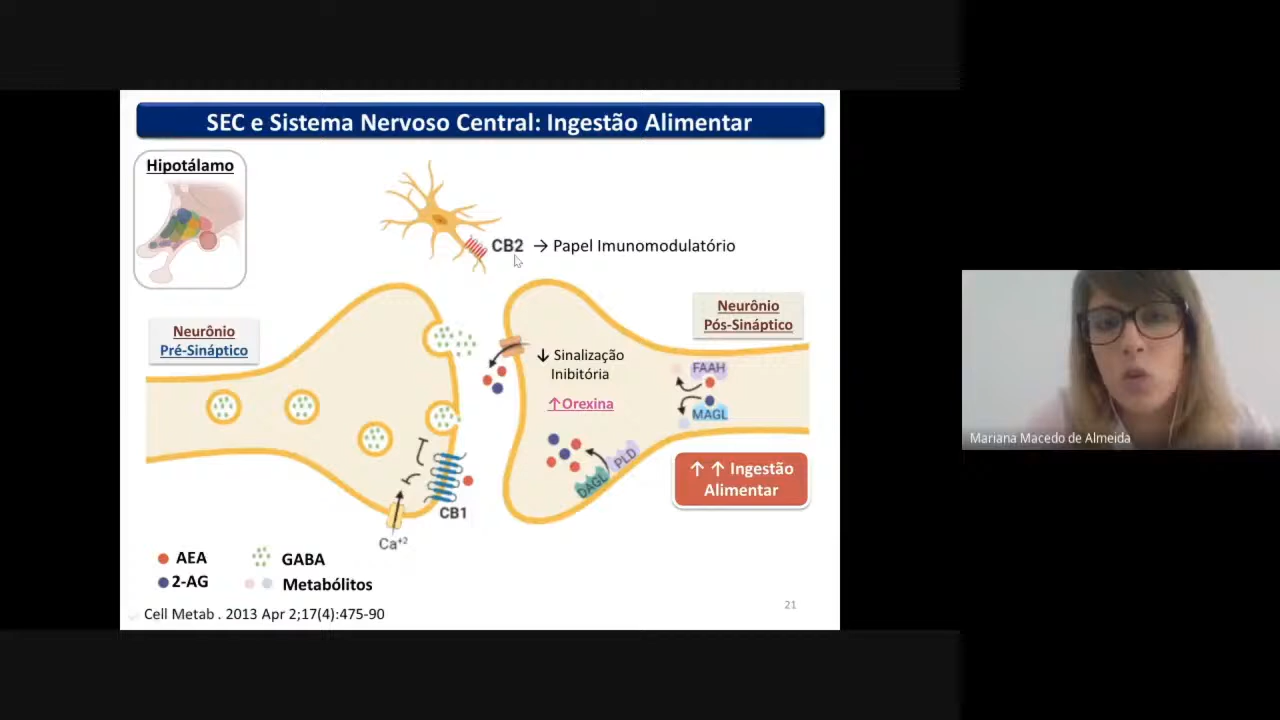 SEC e Sistema Nervoso Central: Ingestão Alimentar
Hipotálamo
CB2 → Papel Imunomodulatório
Neurônio
Pré-Sináptico
Neurônio
Pós-Sináptico
↓ Sinalização
Inibitória
↑Orexina
FAAH
MAGL
PLD
DAGL
↑ ↑ Ingestão
Alimentar
CB1
Ca+2
AEA
GABA
2-AG
Metabólitos
Cell Metab . 2013 Apr 2;17(4):475-90
21
Mariana Macedo de Almeida